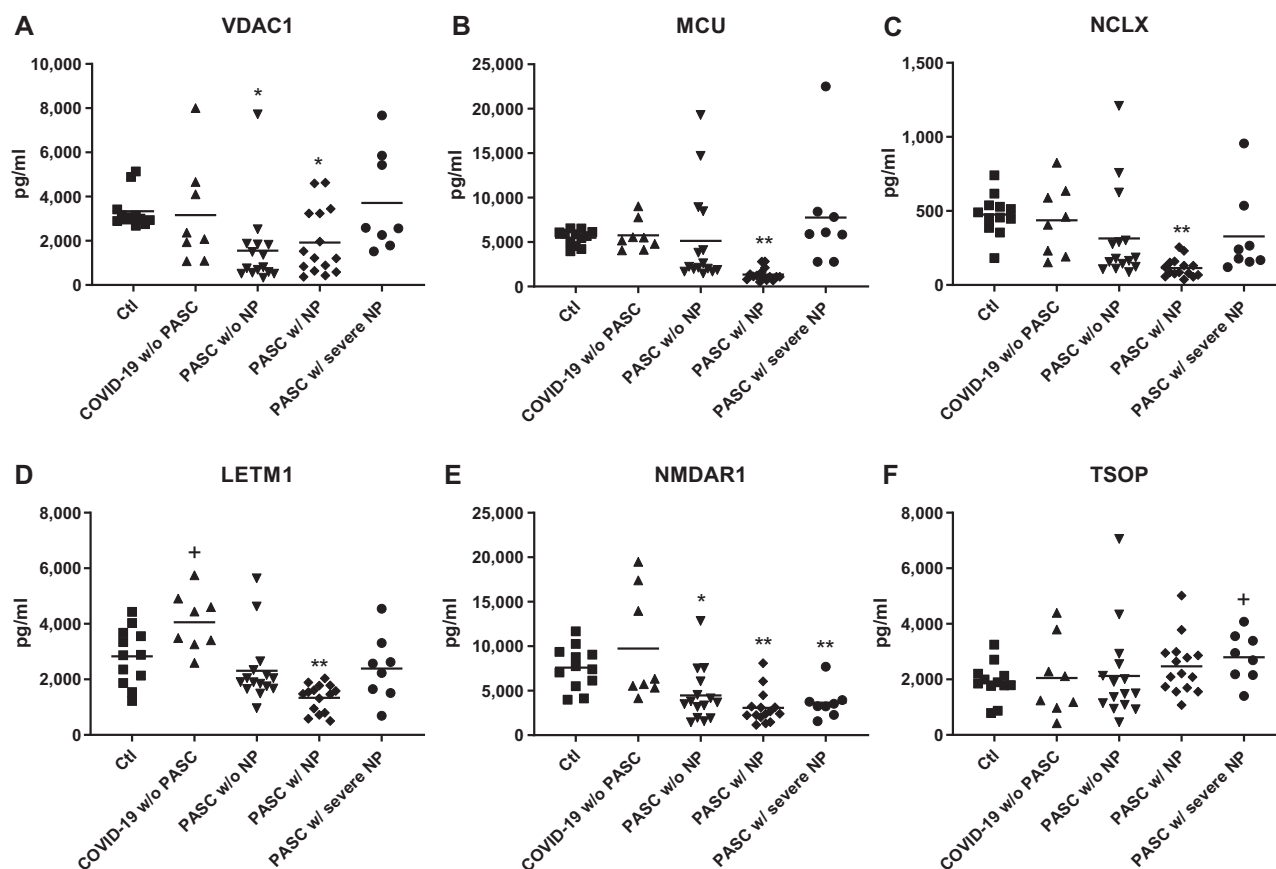 A
VDAC1
10,000
8,000
6,000
4,000
2,000
0
pg/ml
*
*
Ctl
COVID-19 w/o PASC
PASC w/o NP
PASC w/ NP
PASC w/ severe NP
B
MCU
25,000
20,000
15,000
10,000
5,000
0
pg/ml
**
Ctl
COVID-19 w/o PASC
PASC w/o NP
PASC w/ NP
PASC w/ severe NP
C
NCLX
1,500
1,000
500
0
pg/ml
**
Ctl
COVID-19 w/o PASC
PASC w/o NP
PASC w/ NP
PASC w/ severe NP
D
LETM1
8,000
6,000
4,000
2,000
0
pg/ml
+
**
Ctl
COVID-19 w/o PASC
PASC w/o NP
PASC w/ NP
PASC w/ severe NP
E
NMDAR1
25,000
20,000
15,000
10,000
5,000
0
pg/ml
*
**
**
Ctl
COVID-19 w/o PASC
PASC w/o NP
PASC w/ NP
PASC w/ severe NP
F
TSOP
8,000
6,000
4,000
2,000
0
pg/ml
+
Ctl
COVID-19 w/o PASC
PASC w/o NP
PASC w/ NP
PASC w/ severe NP